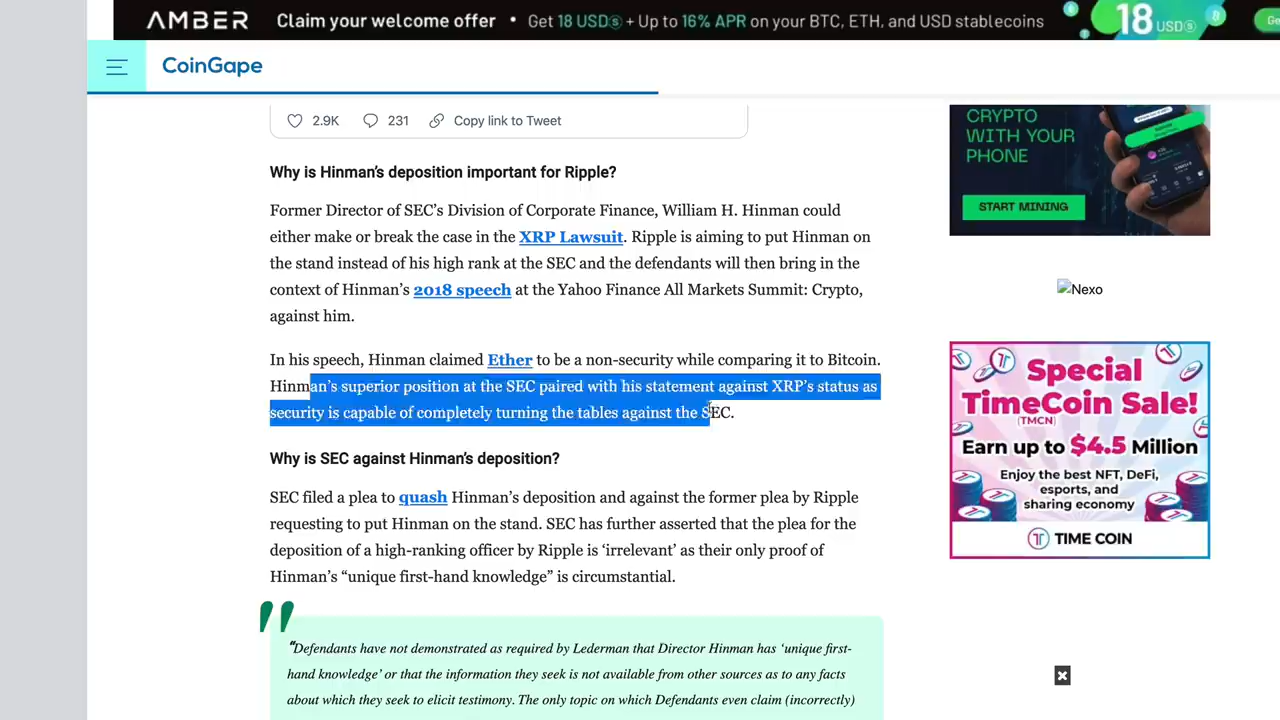 AMBER Claim your welcome offer • Get 18 USDⓈ + Up to 16% APR on your BTC, ETH, and USD stablecoins 18 USDⓈ
CoinGape
2.9K 231 Copy link to Tweet
Why is Hinman’s deposition important for Ripple?
Former Director of SEC’s Division of Corporate Finance, William H. Hinman could
either make or break the case in the XRP Lawsuit. Ripple is aiming to put Hinman on
the stand instead of his high rank at the SEC and the defendants will then bring in the
context of Hinman’s 2018 speech at the Yahoo Finance All Markets Summit: Crypto,
against him.
In his speech, Hinman claimed Ether to be a non-security while comparing it to Bitcoin.
Hinman’s superior position at the SEC paired with his statement against XRP’s status as
security is capable of completely turning the tables against the SEC.
Why is SEC against Hinman’s deposition?
SEC filed a plea to quash Hinman’s deposition and against the former plea by Ripple
requesting to put Hinman on the stand. SEC has further asserted that the plea for the
deposition of a high-ranking officer by Ripple is ‘irrelevant’ as their only proof of
Hinman’s “unique first-hand knowledge” is circumstantial.
“Defendants have not demonstrated as required by Lederman that Director Hinman has ‘unique first-
hand knowledge’ or that the information they seek is not available from other sources as to any facts
about which they seek to elicit testimony. The only topic on which Defendants even claim (incorrectly)
CRYPTO
WITH YOUR
PHONE
START MINING
Nexo
Special
TimeCoin Sale!
(TMCN)
Earn up to $4.5 Million
Enjoy the best NFT, DeFi,
esports, and
sharing economy
TIME COIN